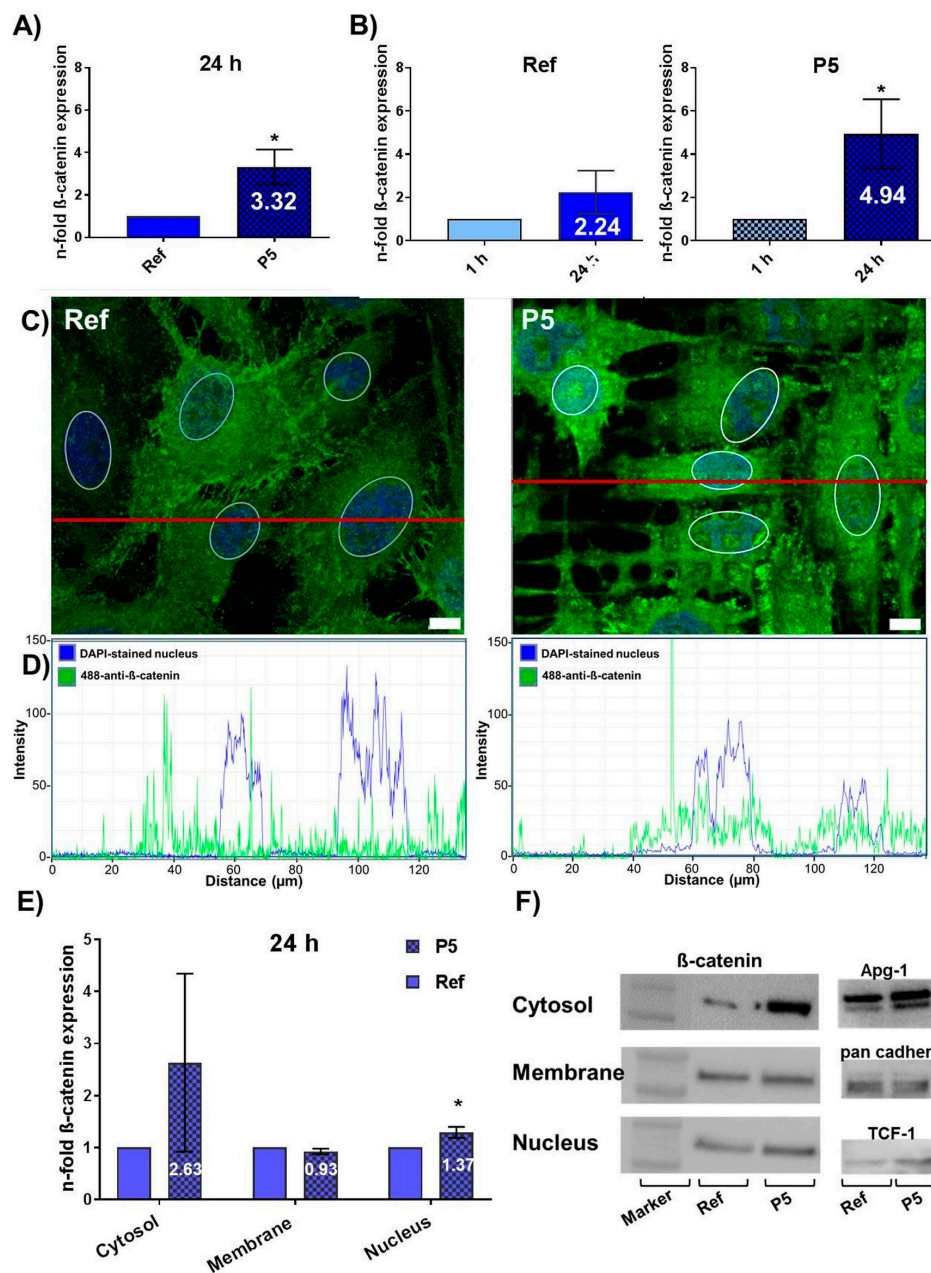 A)
24 h
n-fold ß-catenin expression
8
6
4
2
0
*
3.32
Ref
P5
B)
Ref
n-fold ß-catenin expression
8
6
4
2
0
2.24
1 h
24 h
P5
n-fold ß-catenin expression
8
6
4
2
0
*
4.94
1 h
24 h
C)
Ref
P5
D)
150
100
50
0
Intensity
DAPI-stained nucleus
488-anti-ß-catenin
0 20 40 60 80 100 120
Distance (µm)
150
100
50
0
Intensity
DAPI-stained nucleus
488-anti-ß-catenin
0 20 40 60 80 100 120 140
Distance (µm)
E)
24 h
n-fold ß-catenin expression
5
4
3
2
1
0
P5
Ref
2.63
0.93
*
1.37
Cytosol
Membrane
Nucleus
F)
ß-catenin
Apg-1
Cytosol
pan cadher
Membrane
TCF-1
Nucleus
Marker
Ref
P5
Ref
P5